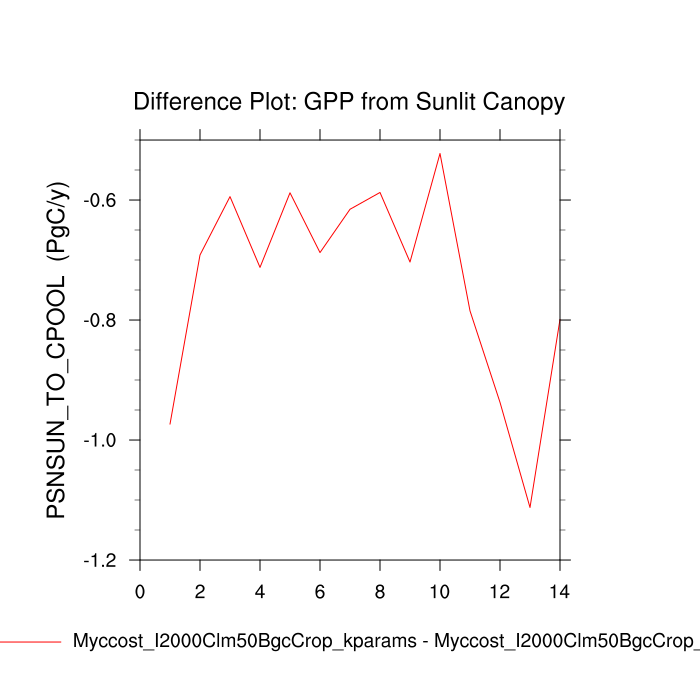 Difference Plot: GPP from Sunlit Canopy
PSNSUN_TO_CPOOL (PgC/y)
-0.6
-0.8
-1.0
-1.2
0 2 4 6 8 10 12 14
Myccost_I2000Clm50BgcCrop_kparams - Myccost_I2000Clm50BgcCrop_